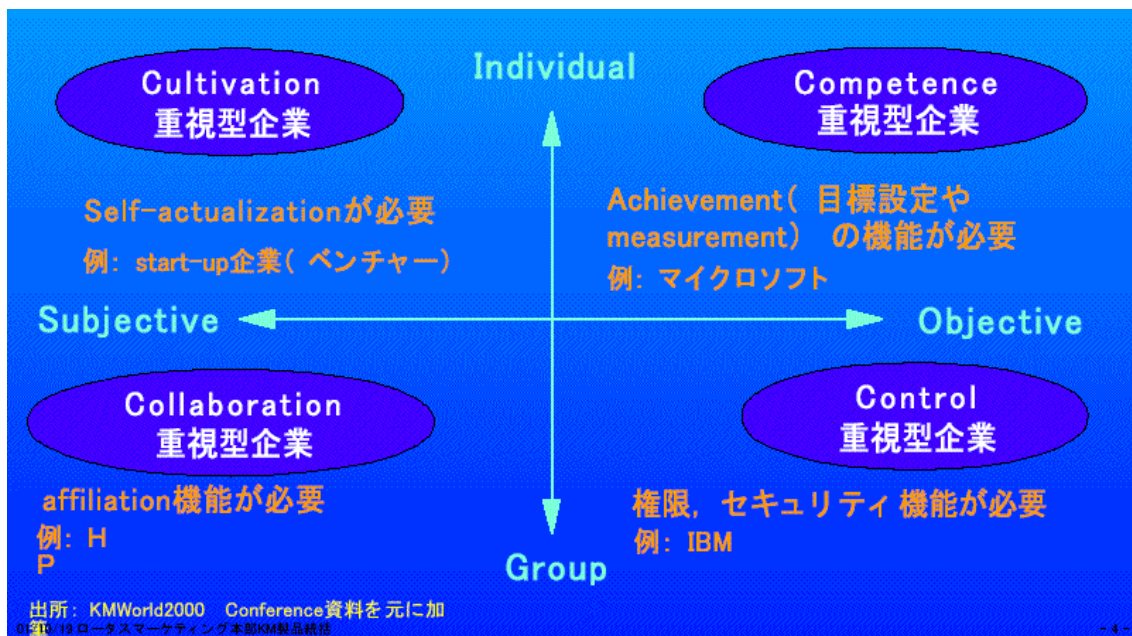 Individual
Cultivation
重視型企業
Competence
重視型企業
Self-actualizationが必要
例: start-up企業( ベンチャー)
Achievement( 目標設定や
measurement) の機能が必要
例: マイクロソフト
Subjective
Objective
Collaboration
重視型企業
Control
重視型企業
affiliation機能が必要
例: H
P
権限, セキュリティ機能が必要
例: IBM
Group
出所: KMWorld2000 Conference資料を元に加
筆
01/10/19 ロータスマーケティング本部KM製品統括
- 4 -